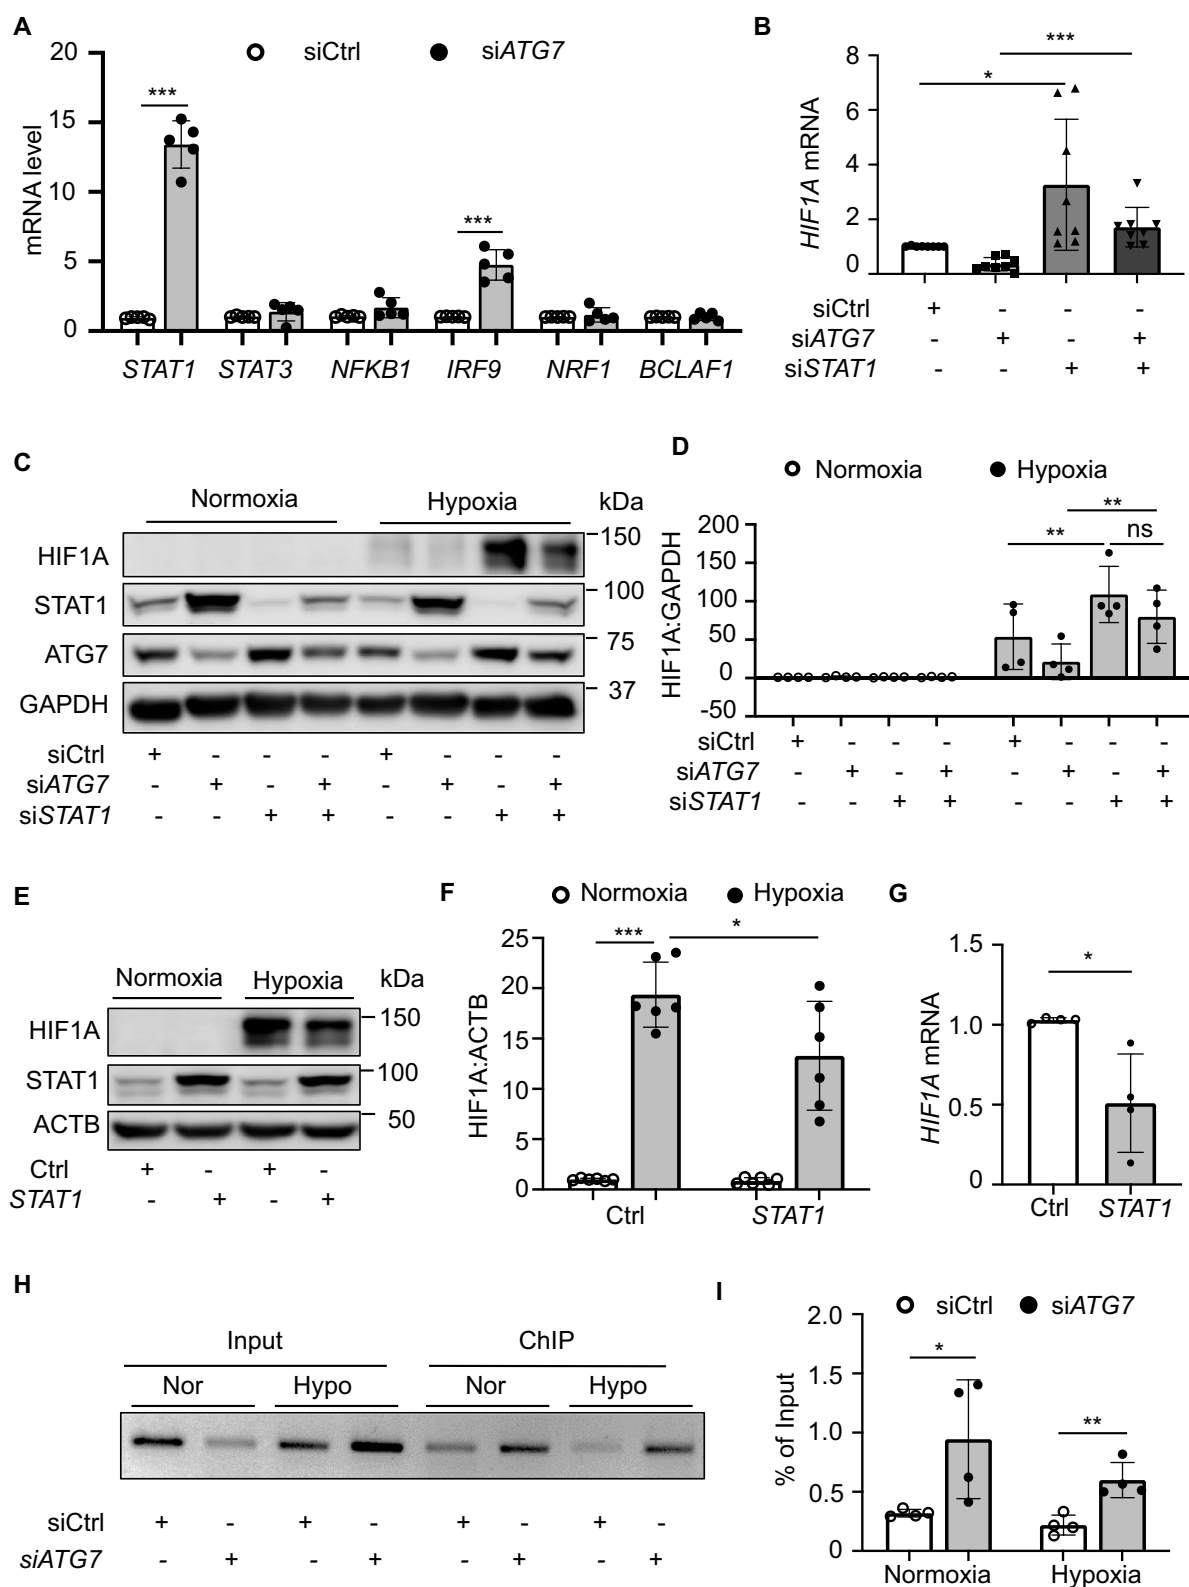 A
siCtrl
siATG7
mRNA level
20
15
10
5
0
***
***
STAT1 STAT3 NFKB1 IRF9 NRF1 BCLAF1
B
HIF1A mRNA
8
6
4
2
0
*
***
siCtrl + - - -
siATG7 - + - +
siSTAT1 - - + +
C
Normoxia Hypoxia kDa
HIF1A 150
STAT1 100
ATG7 75
GAPDH 37
siCtrl + - - - + - - -
siATG7 - + - + - + - +
siSTAT1 - - + + - - + +
D
Normoxia Hypoxia
HIF1A:GAPDH
200
150
100
50
0
-50
**
** ns
siCtrl + - - - + - - -
siATG7 - + - + - + - +
siSTAT1 - - + + - - + +
E
Normoxia Hypoxia kDa
HIF1A 150
STAT1 100
ACTB 50
Ctrl + - + -
STAT1 - + - +
F
Normoxia Hypoxia
HIF1A:ACTB
25
20
15
10
5
0
*** *
Ctrl STAT1
G
HIF1A mRNA
1.5
1.0
0.5
0
*
Ctrl STAT1
H
Input ChIP
Nor Hypo Nor Hypo
siCtrl + - + - + - + -
siATG7 - + - + - + - +
I
siCtrl siATG7
% of Input
2.0
1.5
1.0
0.5
0
*
**
Normoxia Hypoxia